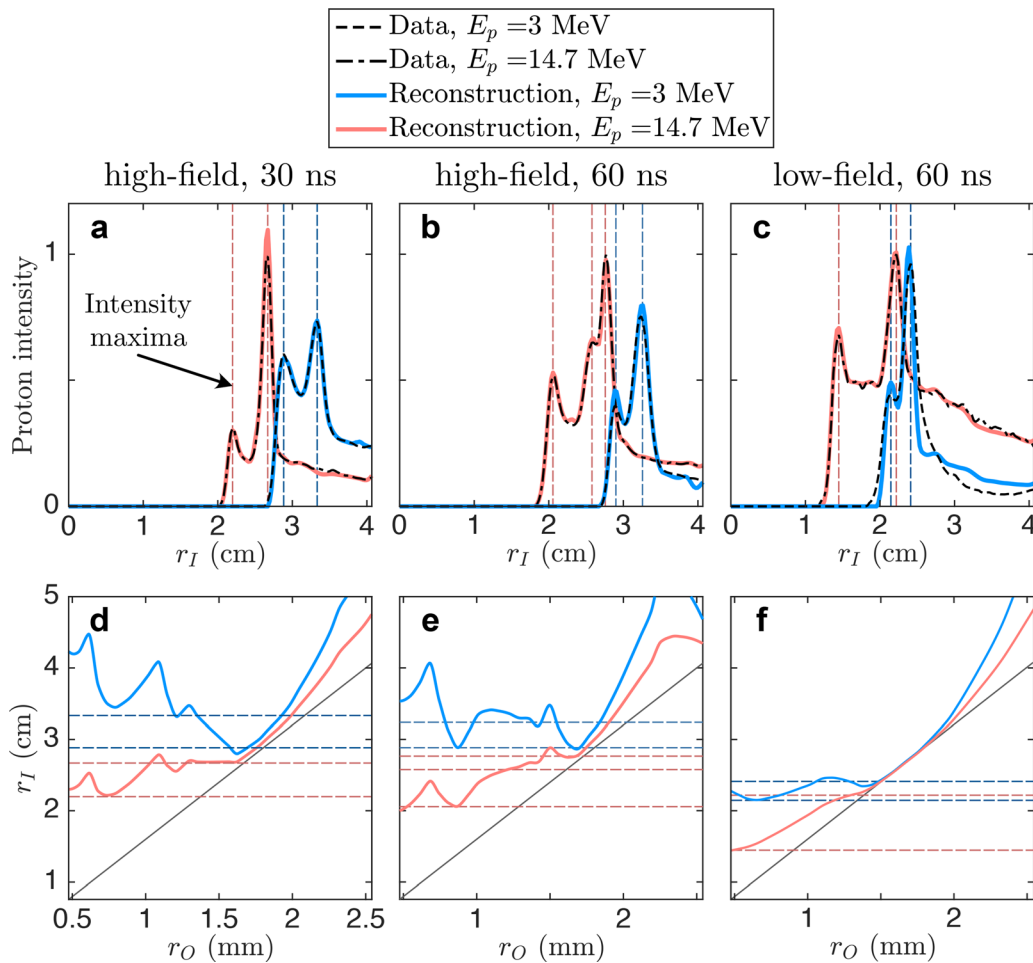 Data, E_p =3 MeV
Data, E_p =14.7 MeV
Reconstruction, E_p =3 MeV
Reconstruction, E_p =14.7 MeV
high-field, 30 ns
high-field, 60 ns
low-field, 60 ns
a
b
c
1
0
Proton intensity
Intensity
maxima
0 1 2 3 4
0 1 2 3 4
0 1 2 3 4
r_I (cm)
r_I (cm)
r_I (cm)
d
e
f
5
4
3
2
1
r_I (cm)
0.5 1 1.5 2 2.5
1 2
1 2
r_O (mm)
r_O (mm)
r_O (mm)